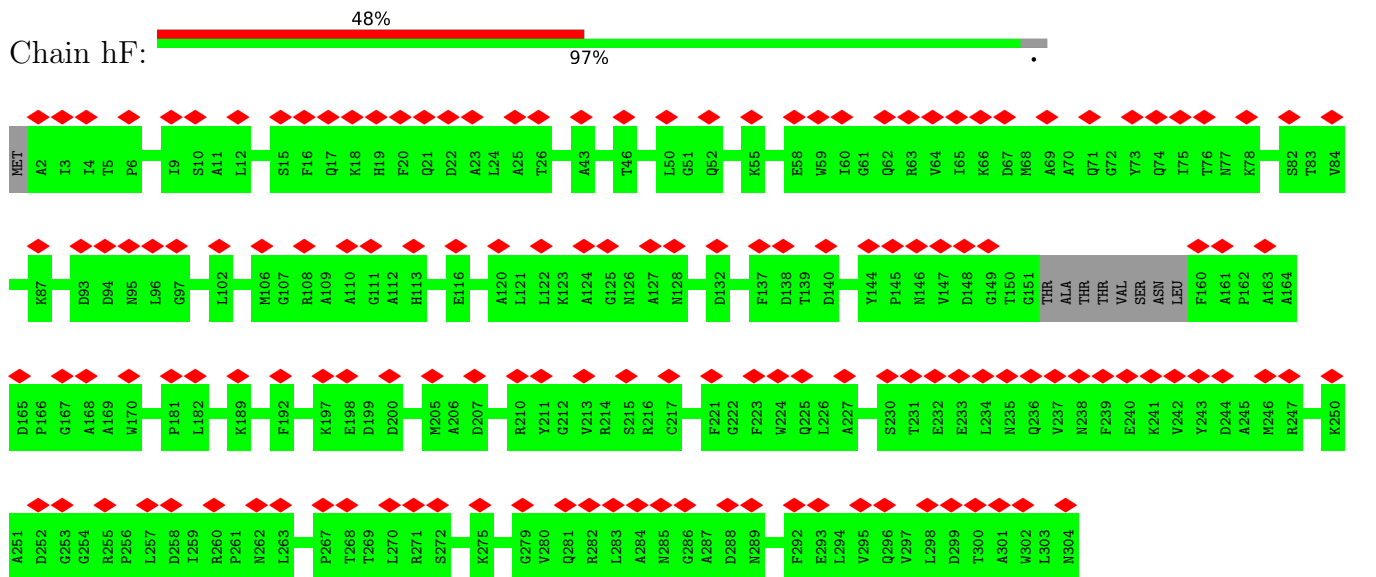 48%
Chain hF:
97%
.
MET A2 I3 I4 T5 P6 I9 S10 A11 L12 S15 F16 Q17 K18 H19 F20 Q21 D22 A23 L24 A25 T26 A43 T46 L50 G51 Q52 K55 E58 W59 I60 G61 Q62 R63 V64 I65 K66 D67 M68 A69 A70 Q71 G72 Y73 Q74 I75 T76 N77 K78 S82 T83 V84
K87 D93 D94 N95 L96 G97 L102 M106 G107 R108 A109 A110 G111 A112 H113 E116 A120 L121 L122 K123 A124 G125 N126 A127 N128 D132 F137 D138 T139 D140 Y144 P145 N146 V147 D148 G149 T150 G151 THR ALA THR THR VAL SER ASN LEU F160 A161 P162 A163 A164
D165 P166 G167 A168 A169 W170 P181 L182 K189 F192 K197 E198 D199 D200 M205 A206 D207 R210 Y211 G212 V213 R214 S215 R216 C217 F221 G222 F223 W224 Q225 L226 A227 S230 T231 E232 E233 L234 N235 Q236 V237 N238 F239 E240 K241 V242 Y243 D244 A245 M246 R247 K250
A251 D252 G253 G254 R255 P256 L257 D258 I259 R260 P261 N262 L263 P267 T268 T269 L270 R271 S272 K275 G279 V280 Q281 R282 L283 A284 N285 G286 A287 D288 N289 F292 E293 L294 V295 Q296 V297 L298 D299 T300 A301 W302 L303 N304